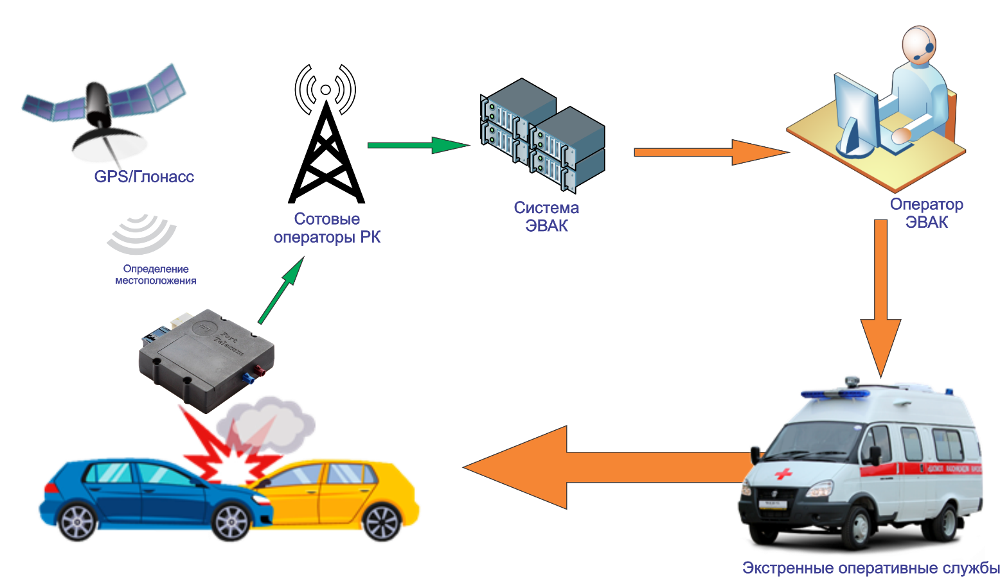 GPS/Глонасс
Сотовые
операторы РК
Система
ЭВАК
Оператор
ЭВАК
Определение
местоположения
Fort
Telecom
Экстренные оперативные службы